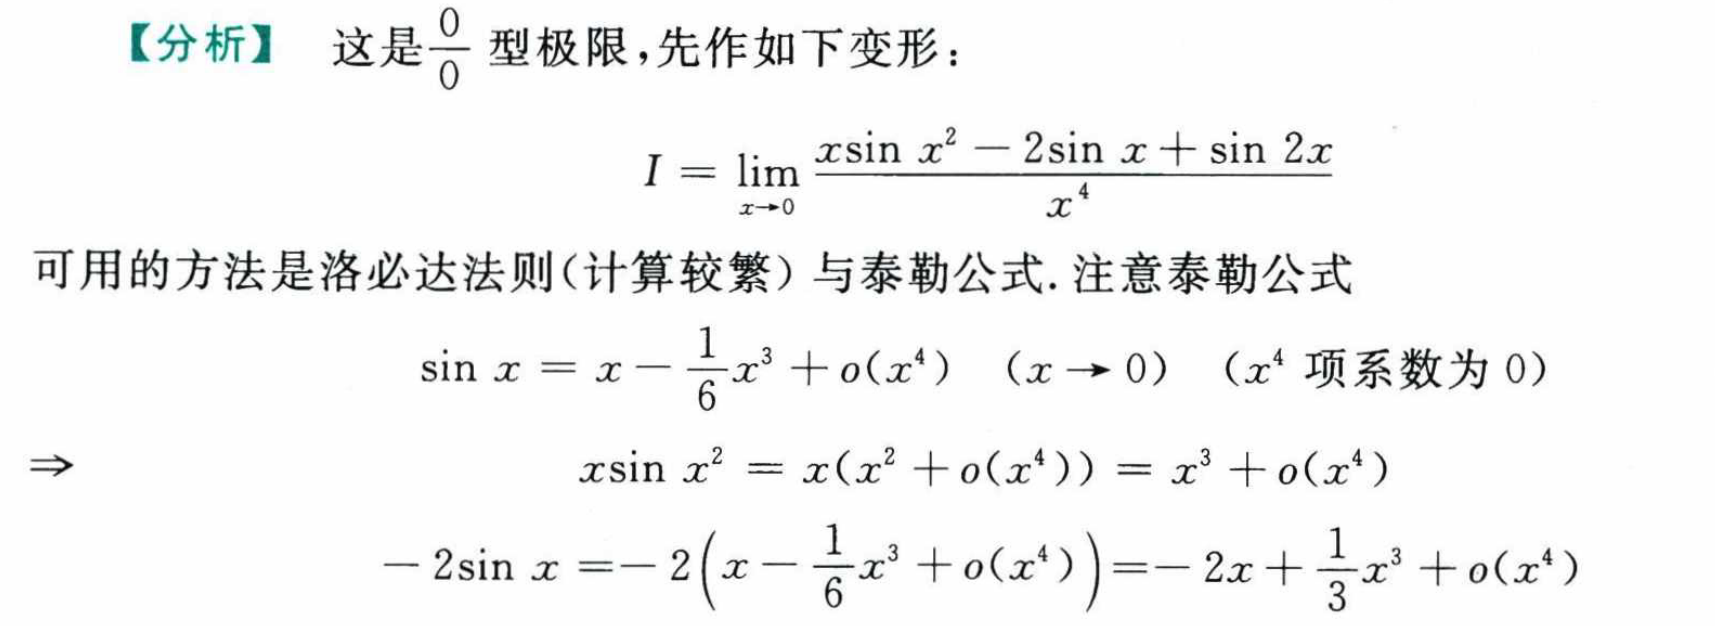 【分析】 这是$\frac{0}{0}$ 型极限,先作如下变形:
$I = \lim_{x \to 0} \frac{x \sin x^2 - 2\sin x + \sin 2x}{x^4}$
可用的方法是洛必达法则(计算较繁)与泰勒公式. 注意泰勒公式
$\sin x = x - \frac{1}{6}x^3 + o(x^4) \quad (x \to 0)$ ($x^4$ 项系数为 0)
$\Rightarrow \quad x \sin x^2 = x(x^2 + o(x^4)) = x^3 + o(x^4)$
$-2\sin x = -2\left(x - \frac{1}{6}x^3 + o(x^4)\right) = -2x + \frac{1}{3}x^3 + o(x^4)$